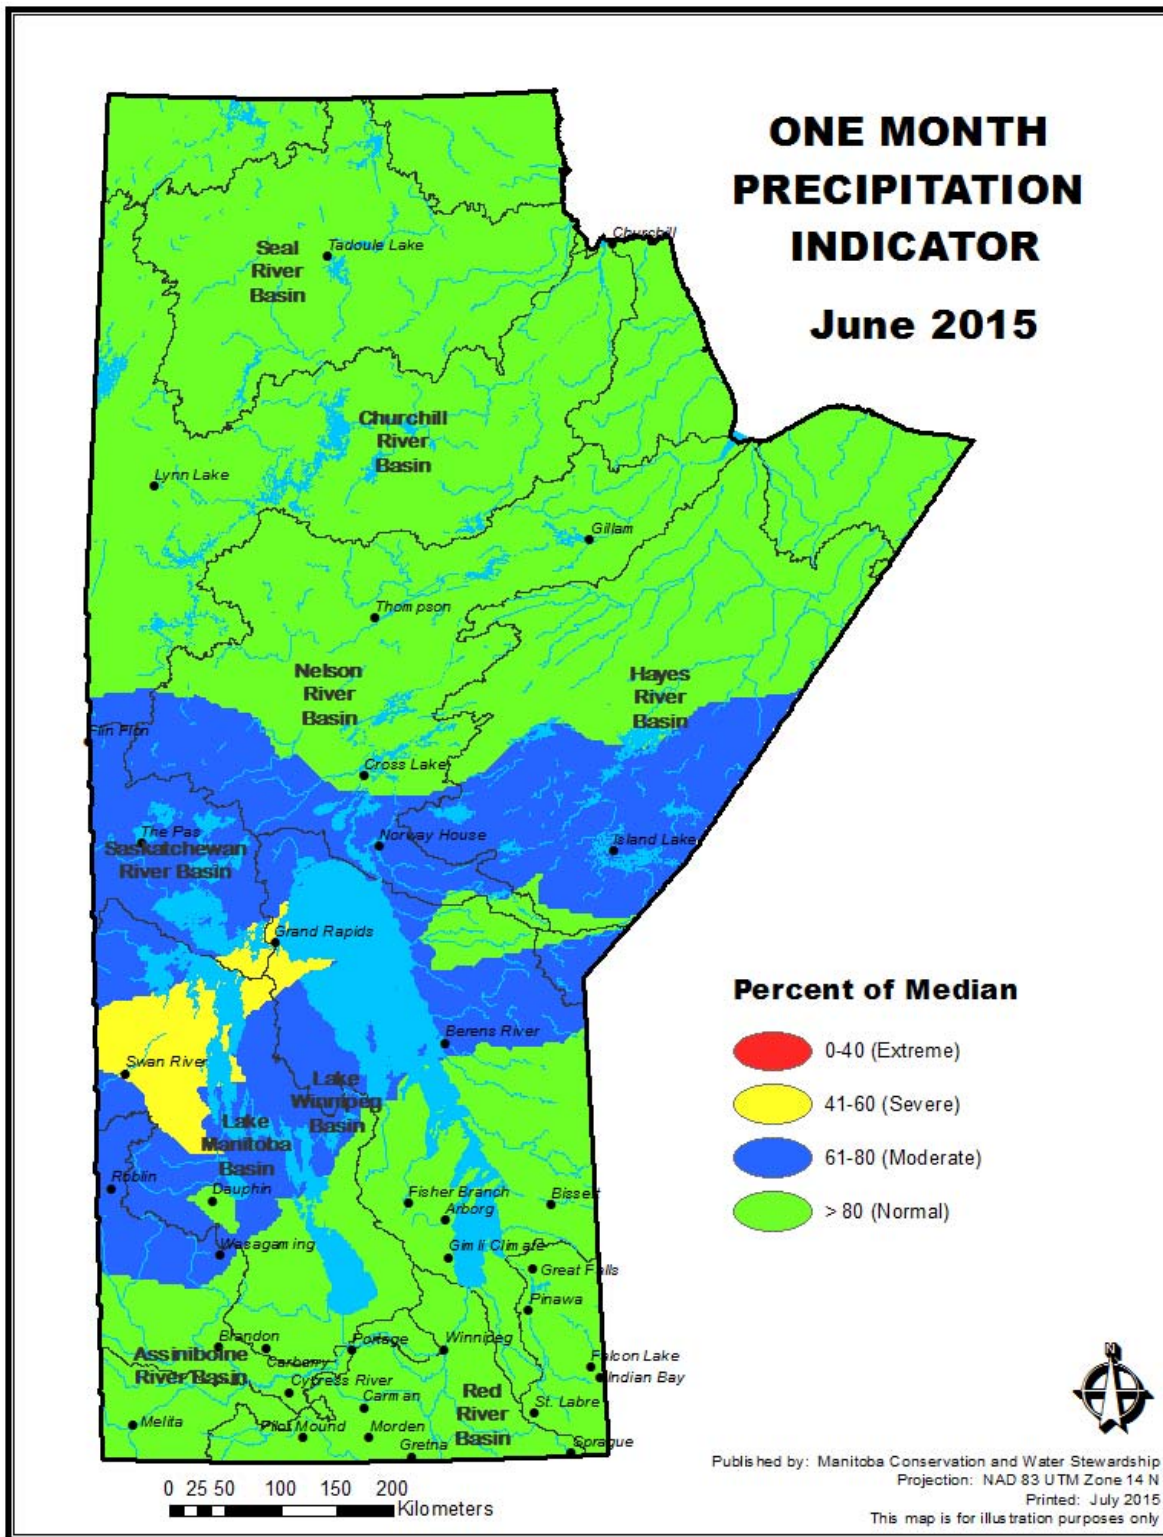 ONE MONTH
PRECIPITATION
INDICATOR
June 2015
Churchill
Seal
River
Basin
Tadoule Lake
Churchill
River
Basin
Lynn Lake
Gillam
Thompson
Nelson
River
Basin
Hayes
River
Basin
Flin Flon
Cross Lake
The Pas
Norway House
Island Lake
Saskatchewan
River Basin
Grand Rapids
Percent of Median
0-40 (Extreme)
41-60 (Severe)
61-80 (Moderate)
> 80 (Normal)
Berens River
Swan River
Lake
Winnipeg
Basin
Lake
Manitoba
Basin
Roblin
Dauphin
Fisher Branch
Bissett
Arborg
Wasagaming
Gimli Climate
Great Falls
Pinawa
Brandon
Carberry
Portage
Winnipeg
Falcon Lake
Indian Bay
Assiniboine
River Basin
Cypress River
Carman
Red
River
Basin
St. Labre
Melita
Pilot Mound
Morden
Gretna
Sprague
N
0 25 50 100 150 200
Kilometers
Published by: Manitoba Conservation and Water Stewardship
Projection: NAD 83 UTM Zone 14 N
Printed: July 2015
This map is for illustration purposes only